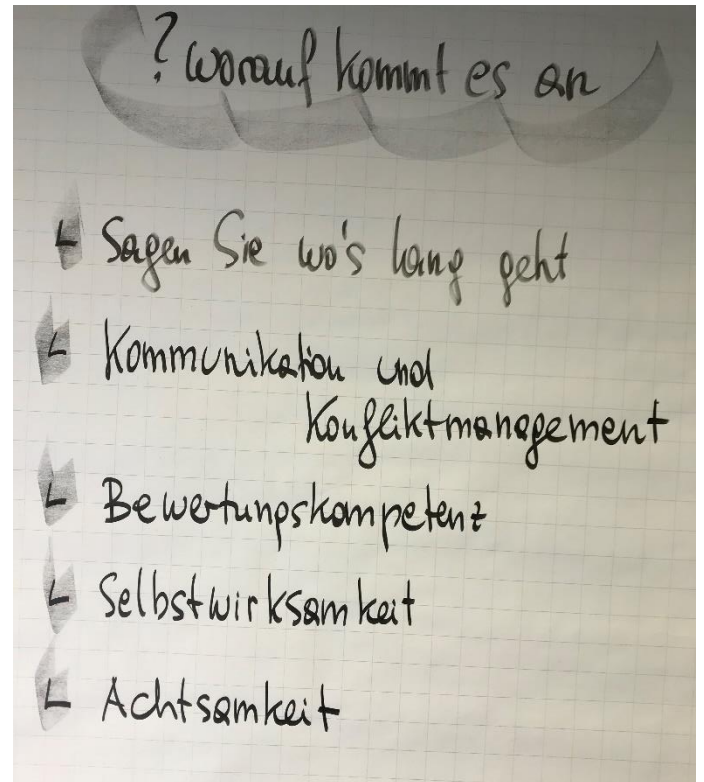 ? worauf kommt es an
Sagen Sie wo's lang geht
Kommunikation und
Konfliktmanagement
Bewertungskompetenz
Selbstwirksamkeit
Achtsamkeit